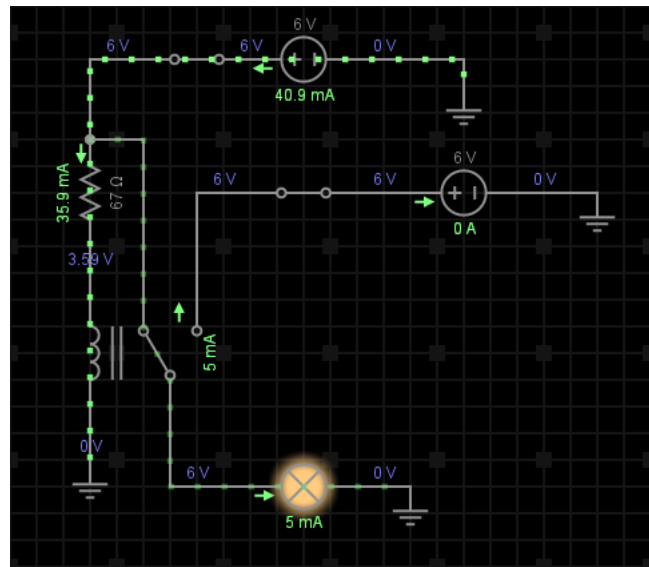 6 V
6 V 6 V 0 V
40.9 mA
35.9 mA
67 Ω
6 V
6 V 6 V 0 V
0 A
3.59 V
5 mA
0 V
6 V 0 V
5 mA